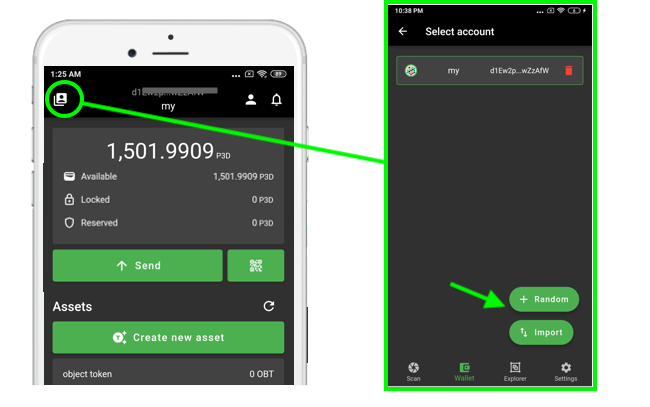 1:25 AM
89
d1Ew2p...wZzAfW
my
1,501.9909 P3D
Available 1,501.9909 P3D
Locked 0 P3D
Reserved 0 P3D
Send
Assets
Create new asset
object token 0 OBT
10:38 PM
Select account
my d1Ew2p...wZzAfW
+ Random
Import
Scan Wallet Explorer Settings